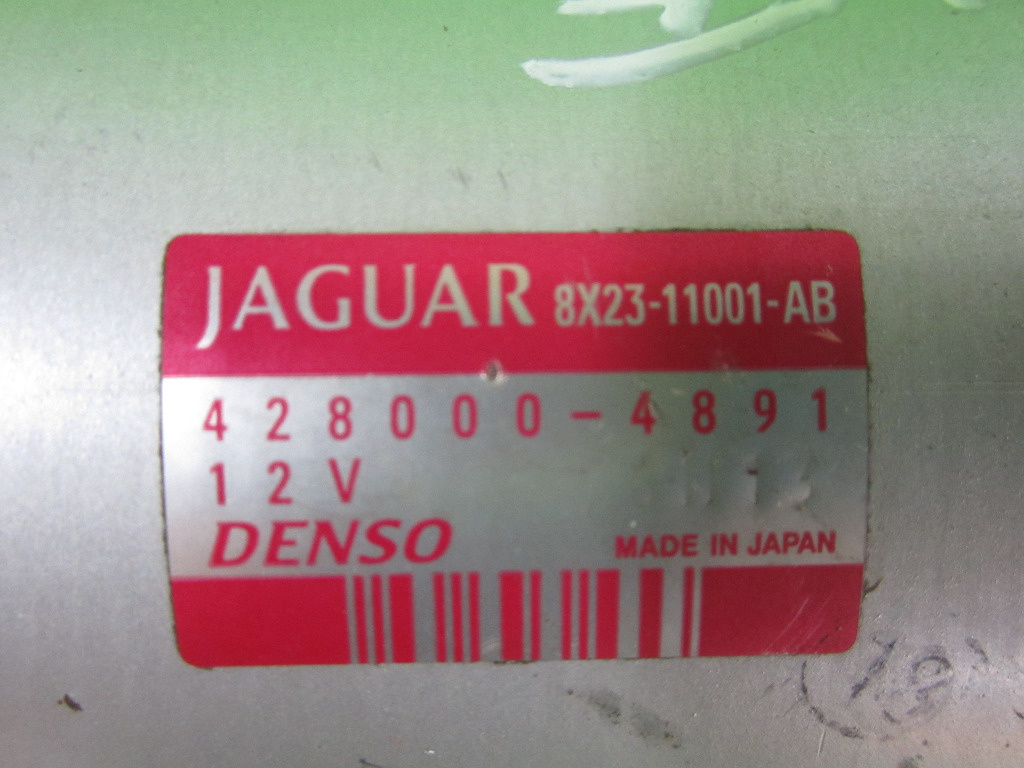 JAGUAR 8X23-11001-AB
428000-4891
12V
DENSO MADE IN JAPAN